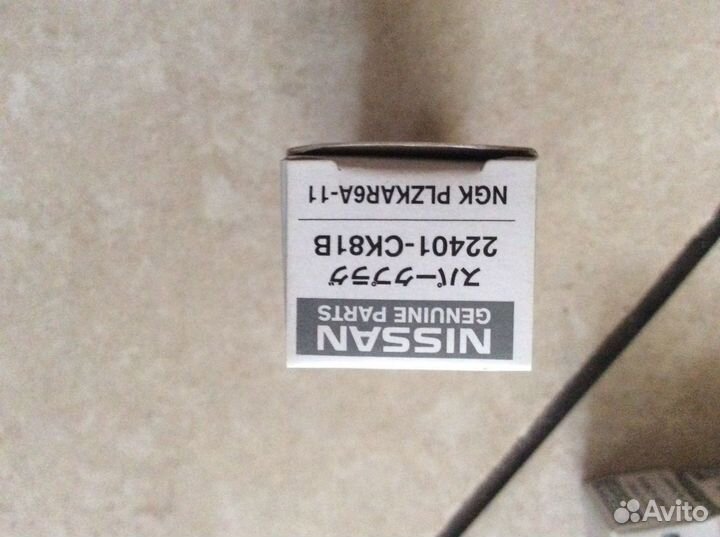 NISSAN
GENUINE PARTS
スパークプラグ
22401-CK81B
NGK PLZKAR6A-11
Avito